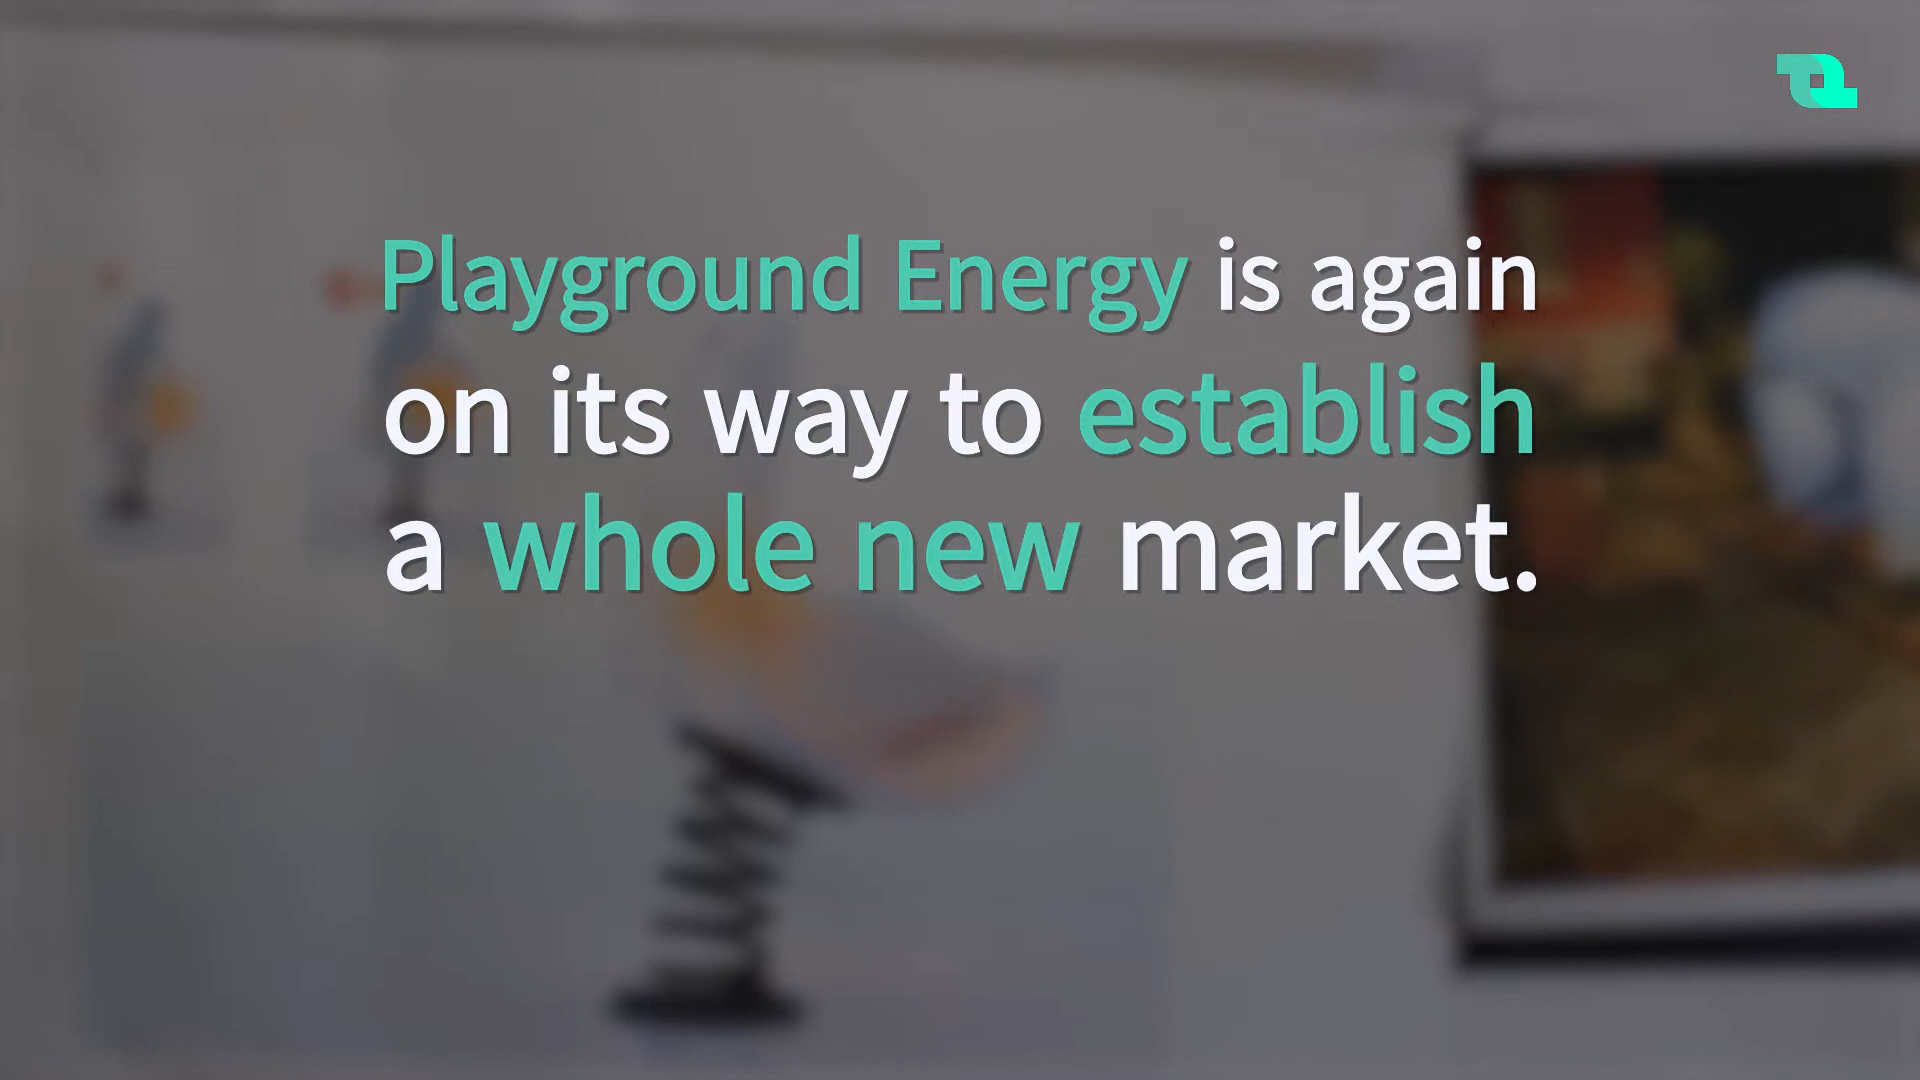 Playground Energy is again
on its way to establish
a whole new market.